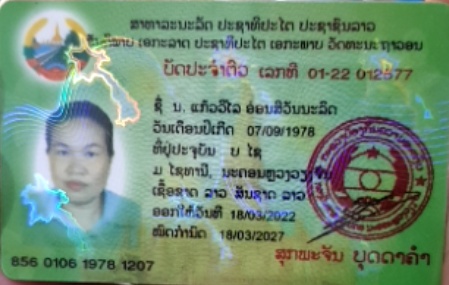 ສາທາລະນະລັດ ປະຊາທິປະໄຕ ປະຊາຊົນລາວ
ສັນຕິພາບ ເອກະລາດ ປະຊາທິປະໄຕ ເອກະພາບ ວັດທະນະຖາວອນ
ບັດປະຈຳຕົວ ເລກທີ 01-22 012577
ຊື່ ນ. ແກ້ວວິໄລ ອ່ອນສີວັນນະລິດ
ວັນເດືອນປີເກີດ 07/09/1978
ທີ່ຢູ່ປະຈຸບັນ ບ ໄຊ
ມ ໄຊທານີ, ນະຄອນຫຼວງວຽງຈັນ
ເຊື້ອຊາດ ລາວ ສັນຊາດ ລາວ
ອອກໃຫ້ວັນທີ 18/03/2022
ໝົດກຳນົດ 18/03/2027
ສຸກພະຈັນ ບຸດດາຄຳ
856 0106 1978 1207